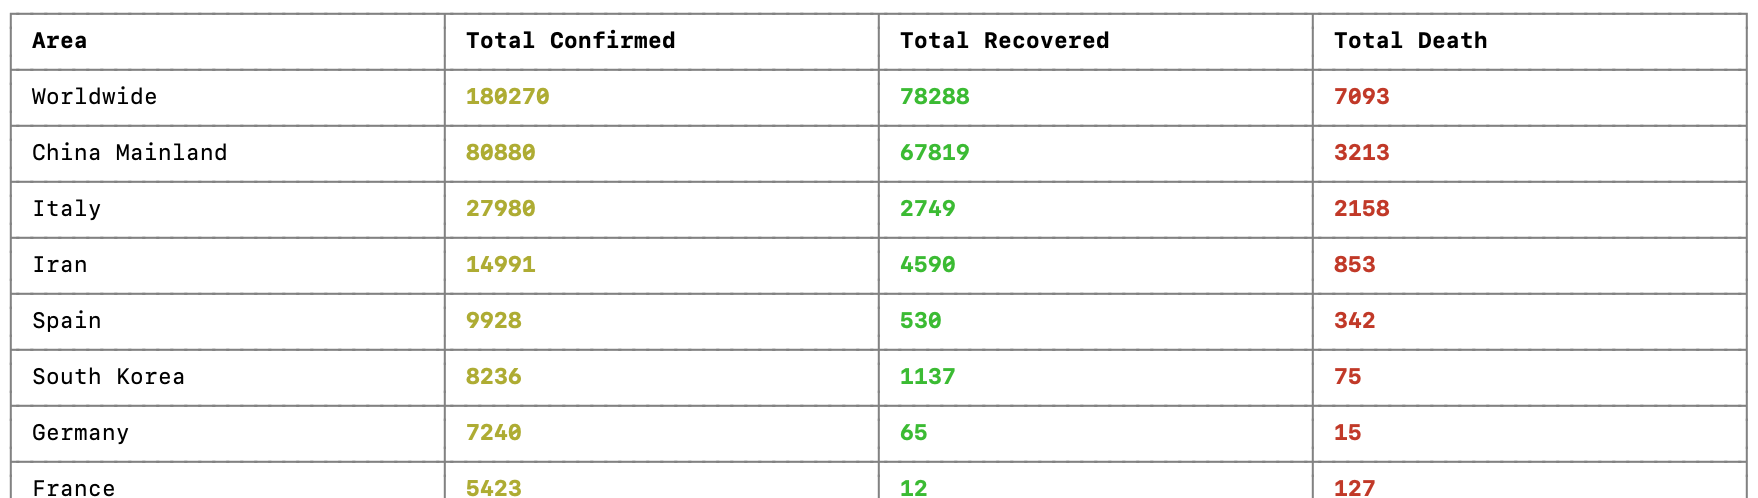 Area Total Confirmed Total Recovered Total Death
Worldwide 180270 78288 7093
China Mainland 80880 67819 3213
Italy 27980 2749 2158
Iran 14991 4590 853
Spain 9928 530 342
South Korea 8236 1137 75
Germany 7240 65 15
France 5423 12 127